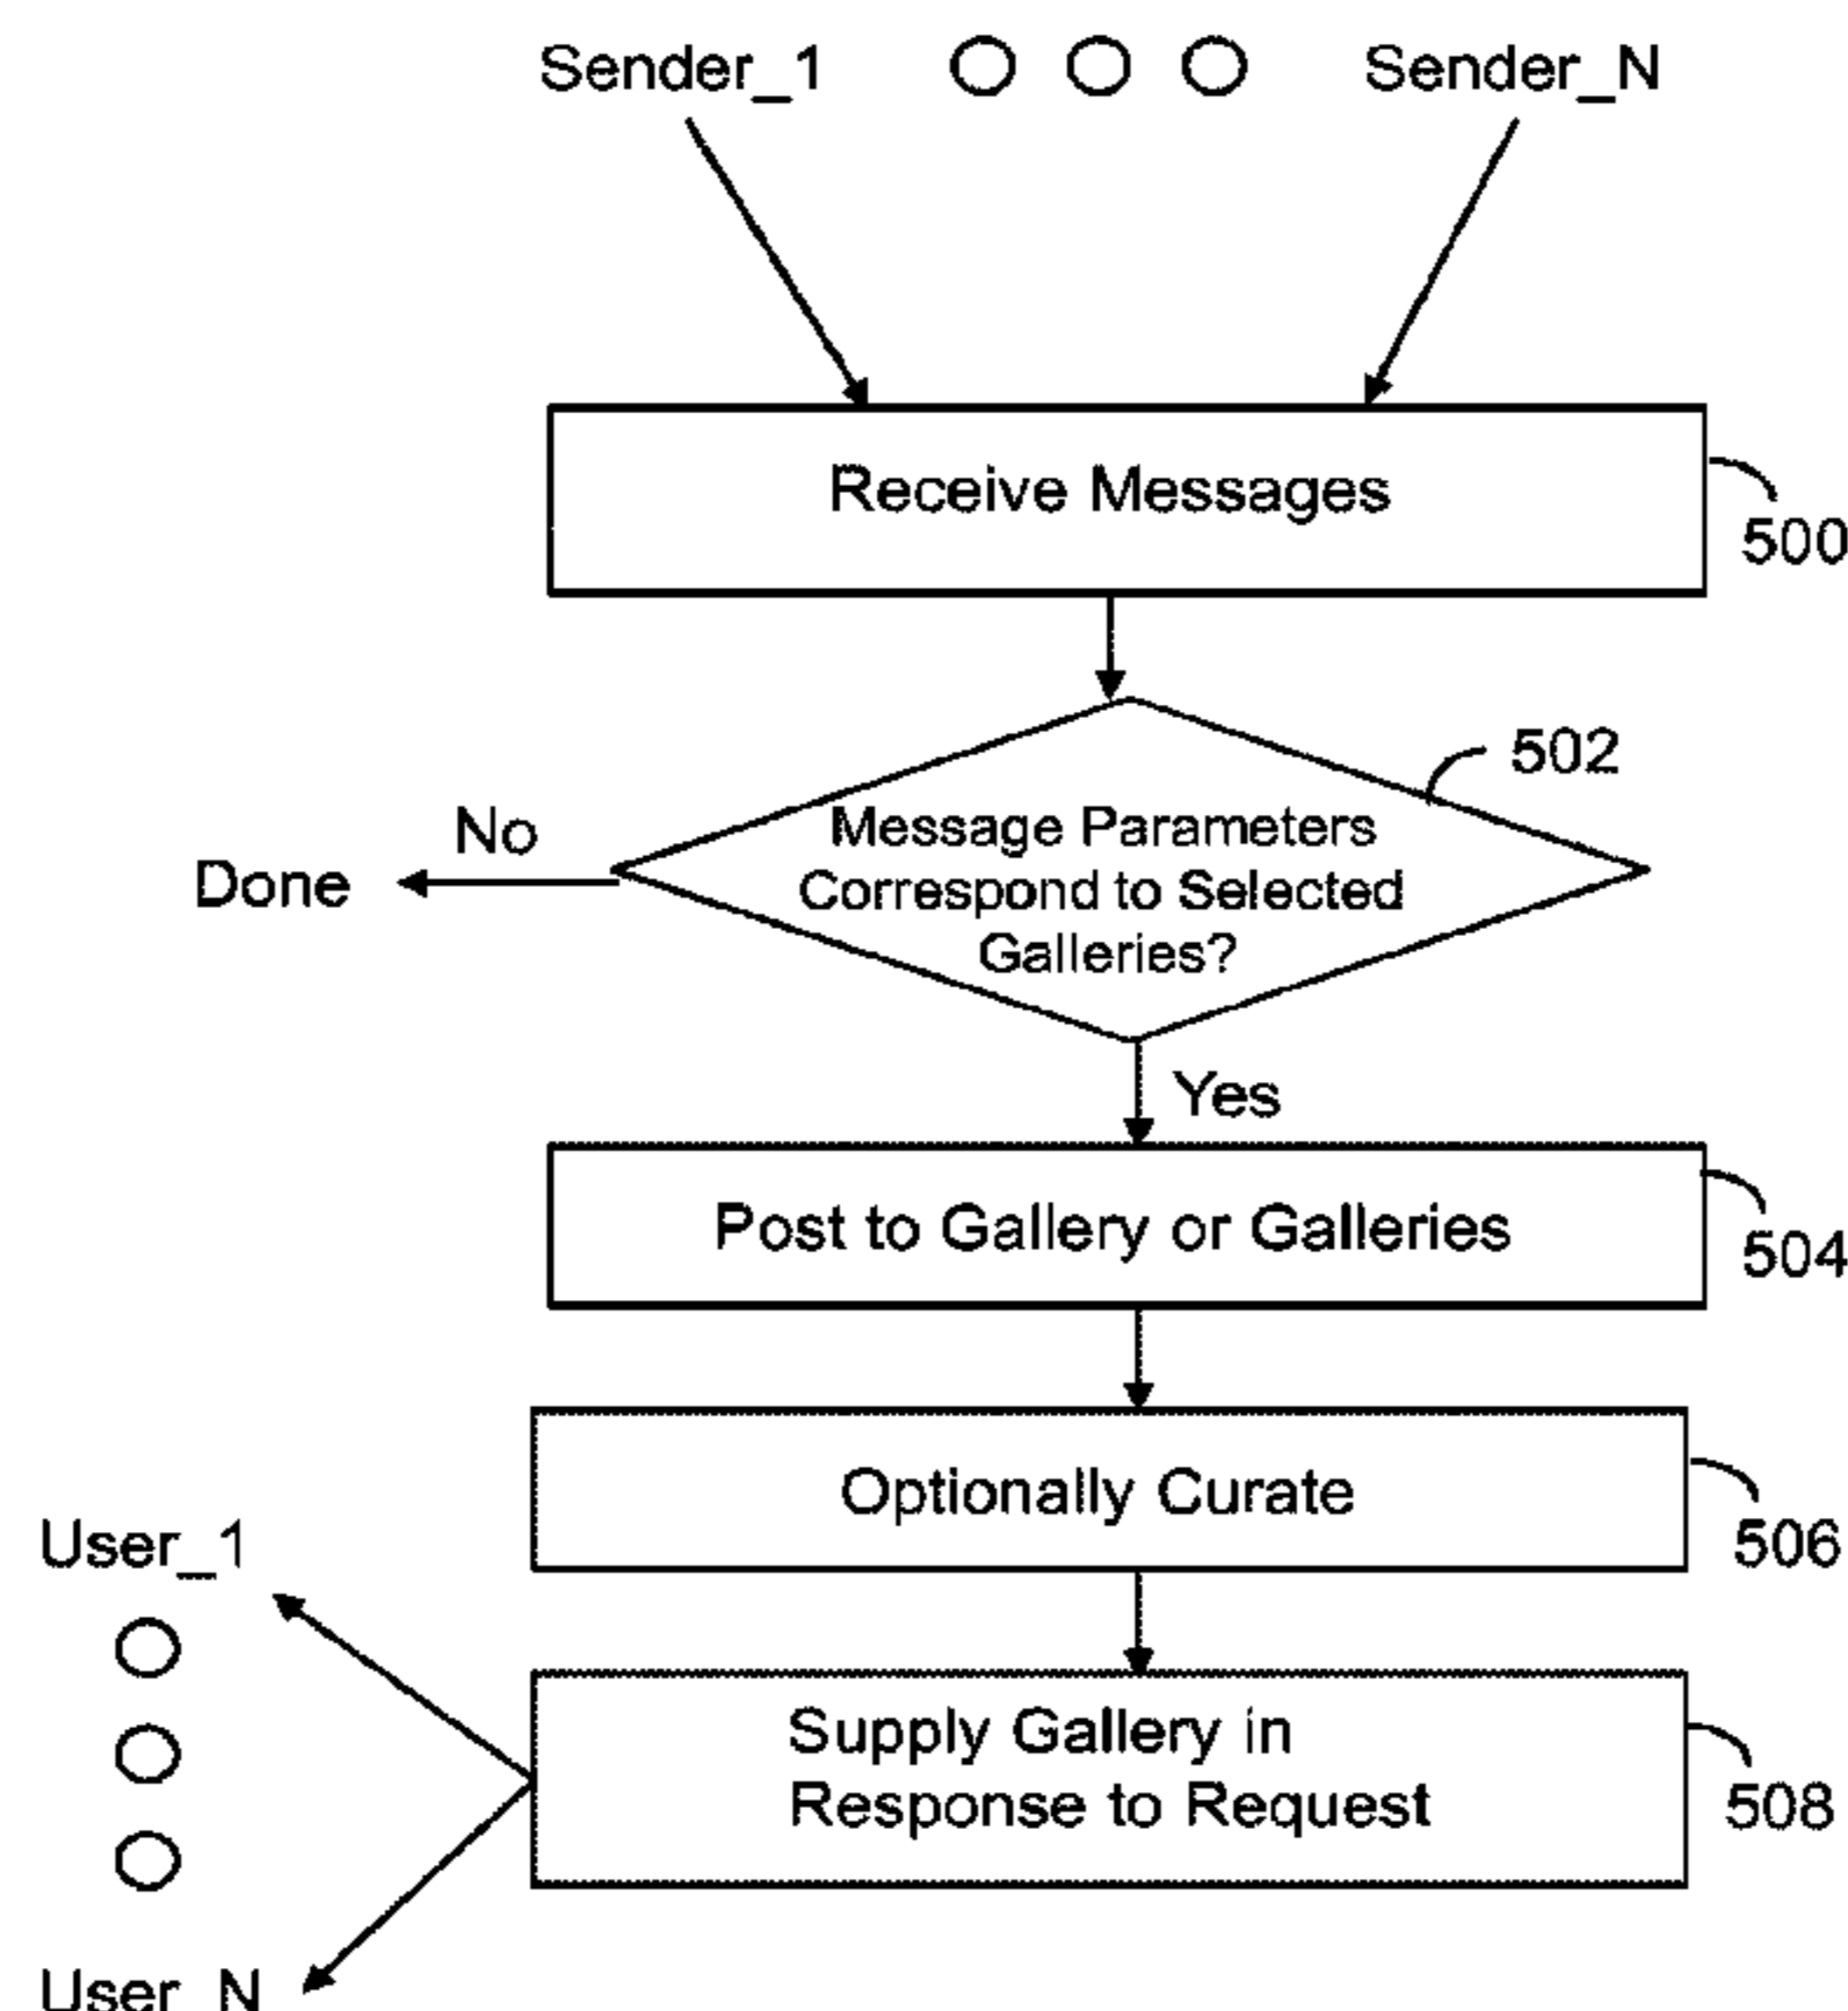 Sender_1
Sender_N
Receive Messages
500
502
Message Parameters
Correspond to Selected
Galleries?
No
Done
Yes
Post to Gallery or Galleries
504
Optionally Curate
506
User_1
Supply Gallery in
Response to Request
508
User_N